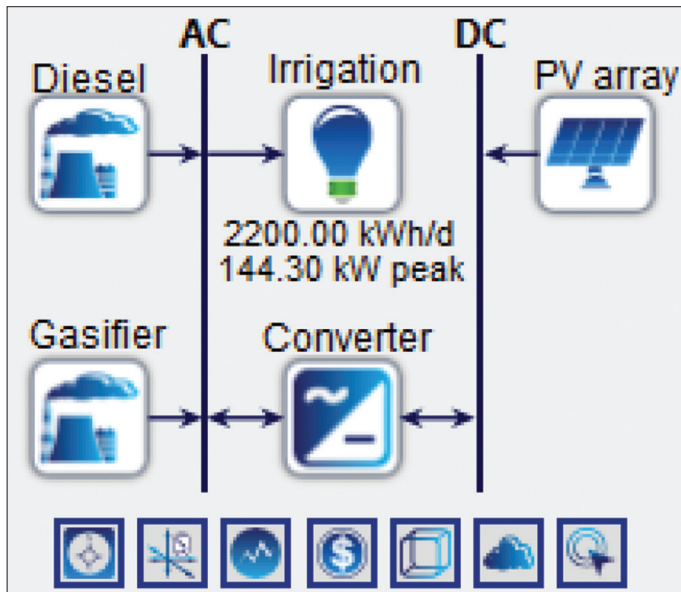 AC DC
Diesel Irrigation PV array
2200.00 kWh/d
144.30 kW peak
Gasifier Converter
$